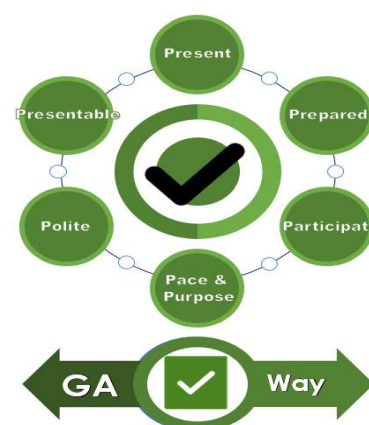 Present
Prepared
Participat
Pace &
Purpose
Polite
Presentable
GA
Way